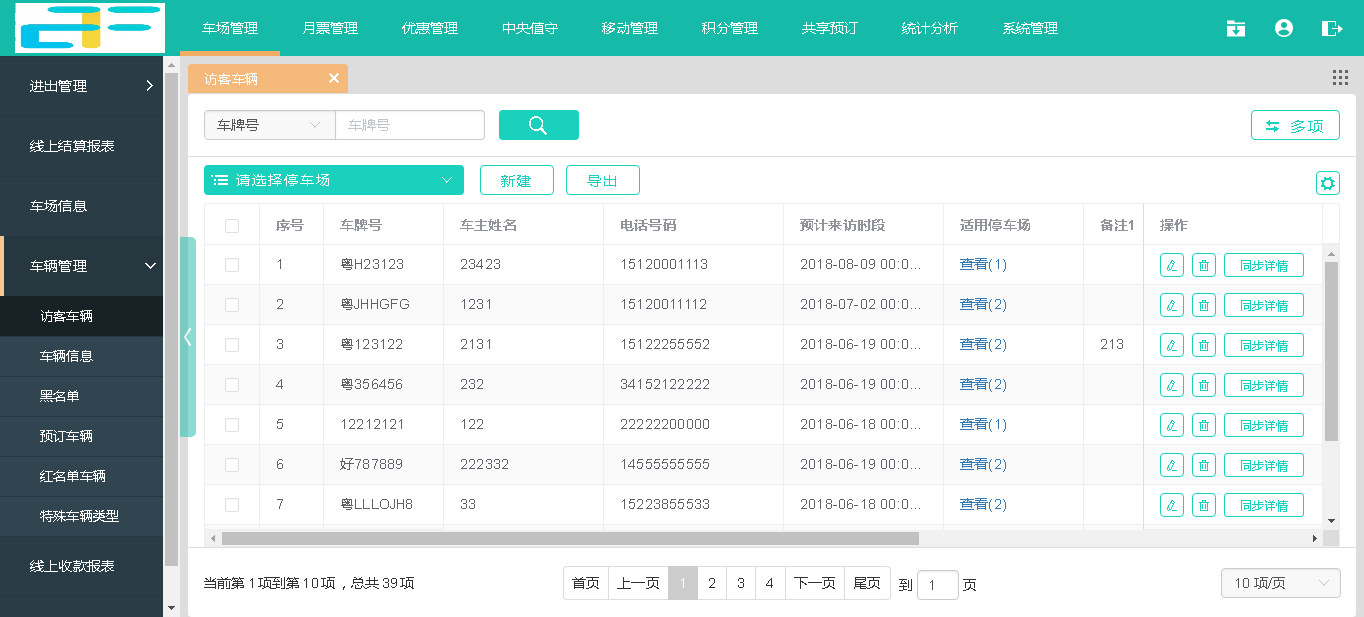 车场管理 月票管理 优惠管理 中央值守 移动管理 积分管理 共享预订 统计分析 系统管理
进出管理
线上结算报表
车场信息
车辆管理
访客车辆
车辆信息
黑名单
预订车辆
红名单车辆
特殊车辆类型
线上收款报表
访客车辆
车牌号 车牌号 多项
请选择停车场 新建 导出
序号 车牌号 车主姓名 电话号码 预计来访时段 适用停车场 备注1 操作
1 粤H23123 23423 15120001113 2018-08-09 00:0... 查看(1) 同步详情
2 粤JHHGFG 1231 15120011112 2018-07-02 00:0... 查看(2) 同步详情
3 粤123122 2131 15122255552 2018-06-19 00:0... 查看(2) 213 同步详情
4 粤356456 232 34152122222 2018-06-19 00:0... 查看(2) 同步详情
5 12212121 122 22222200000 2018-06-18 00:0... 查看(1) 同步详情
6 好787889 222332 14555555555 2018-06-19 00:0... 查看(2) 同步详情
7 粤LLLOJH8 33 15223855533 2018-06-18 00:0... 查看(2) 同步详情
当前第 1项到第 10项 , 总共 39项 首页 上一页 1 2 3 4 下一页 尾页 到 1 页 10 项/页